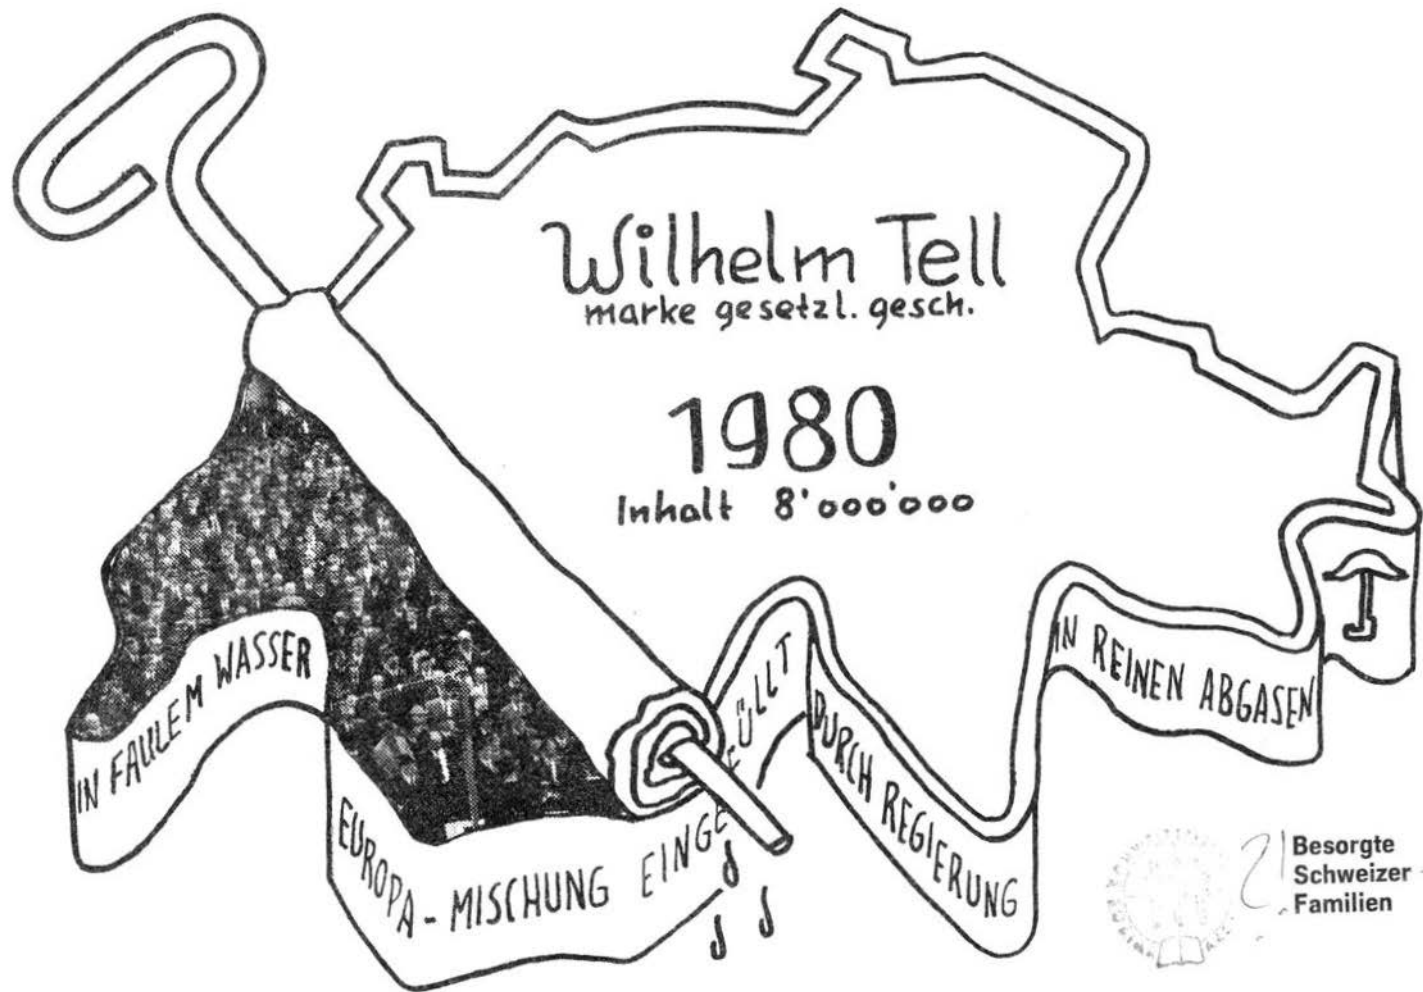 Wilhelm Tell
marke gesetzl. gesch.
1980
Inhalt 8'000'000
IN FAULEM WASSER
EUROPA - MISCHUNG EINGEFÜLLT
DURCH REGIERUNG
IN REINEN ABGASEN
Besorgte
Schweizer
Familien